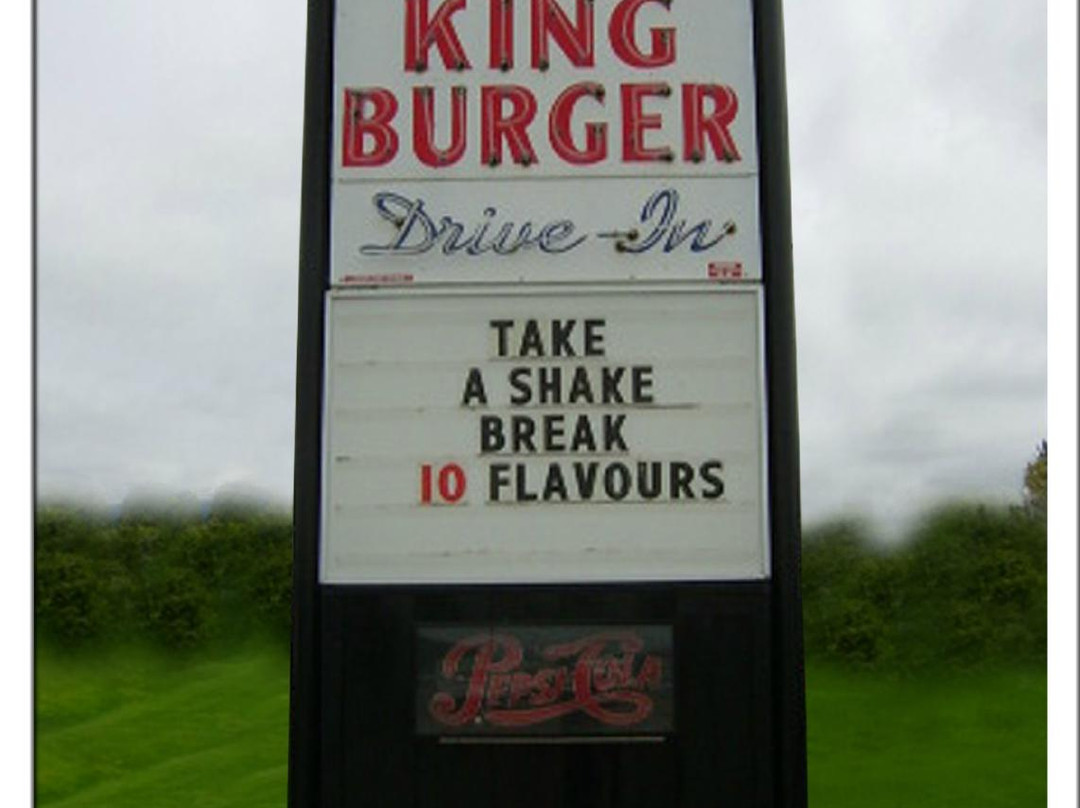 KING
BURGER
Drive-In
TAKE
A SHAKE
BREAK
10 FLAVOURS
PEPSI-COLA